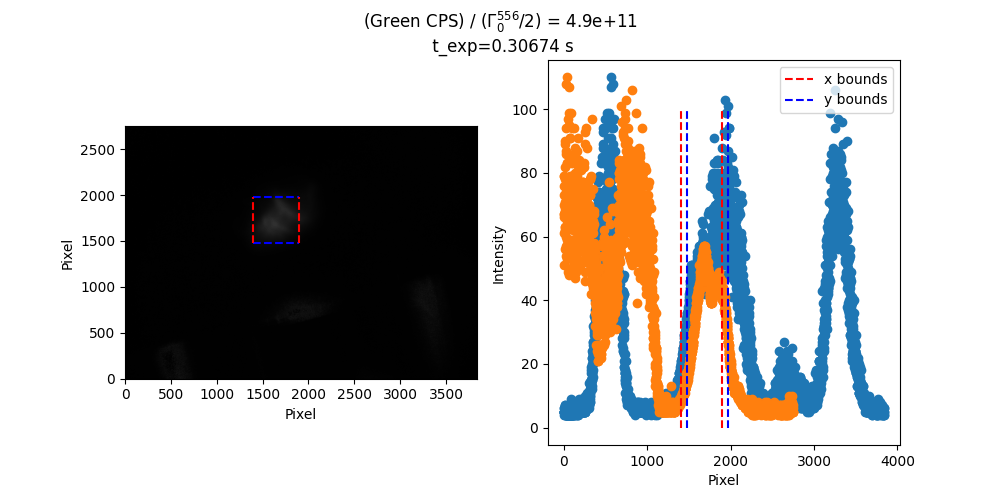 (Green CPS) / (Γ₀⁵⁵⁶/2) = 4.9e+11
t_exp=0.30674 s
Pixel
2500
2000
1500
1000
500
0
0 500 1000 1500 2000 2500 3000 3500
Pixel
Intensity
100
80
60
40
20
0
x bounds
y bounds
0 1000 2000 3000 4000
Pixel